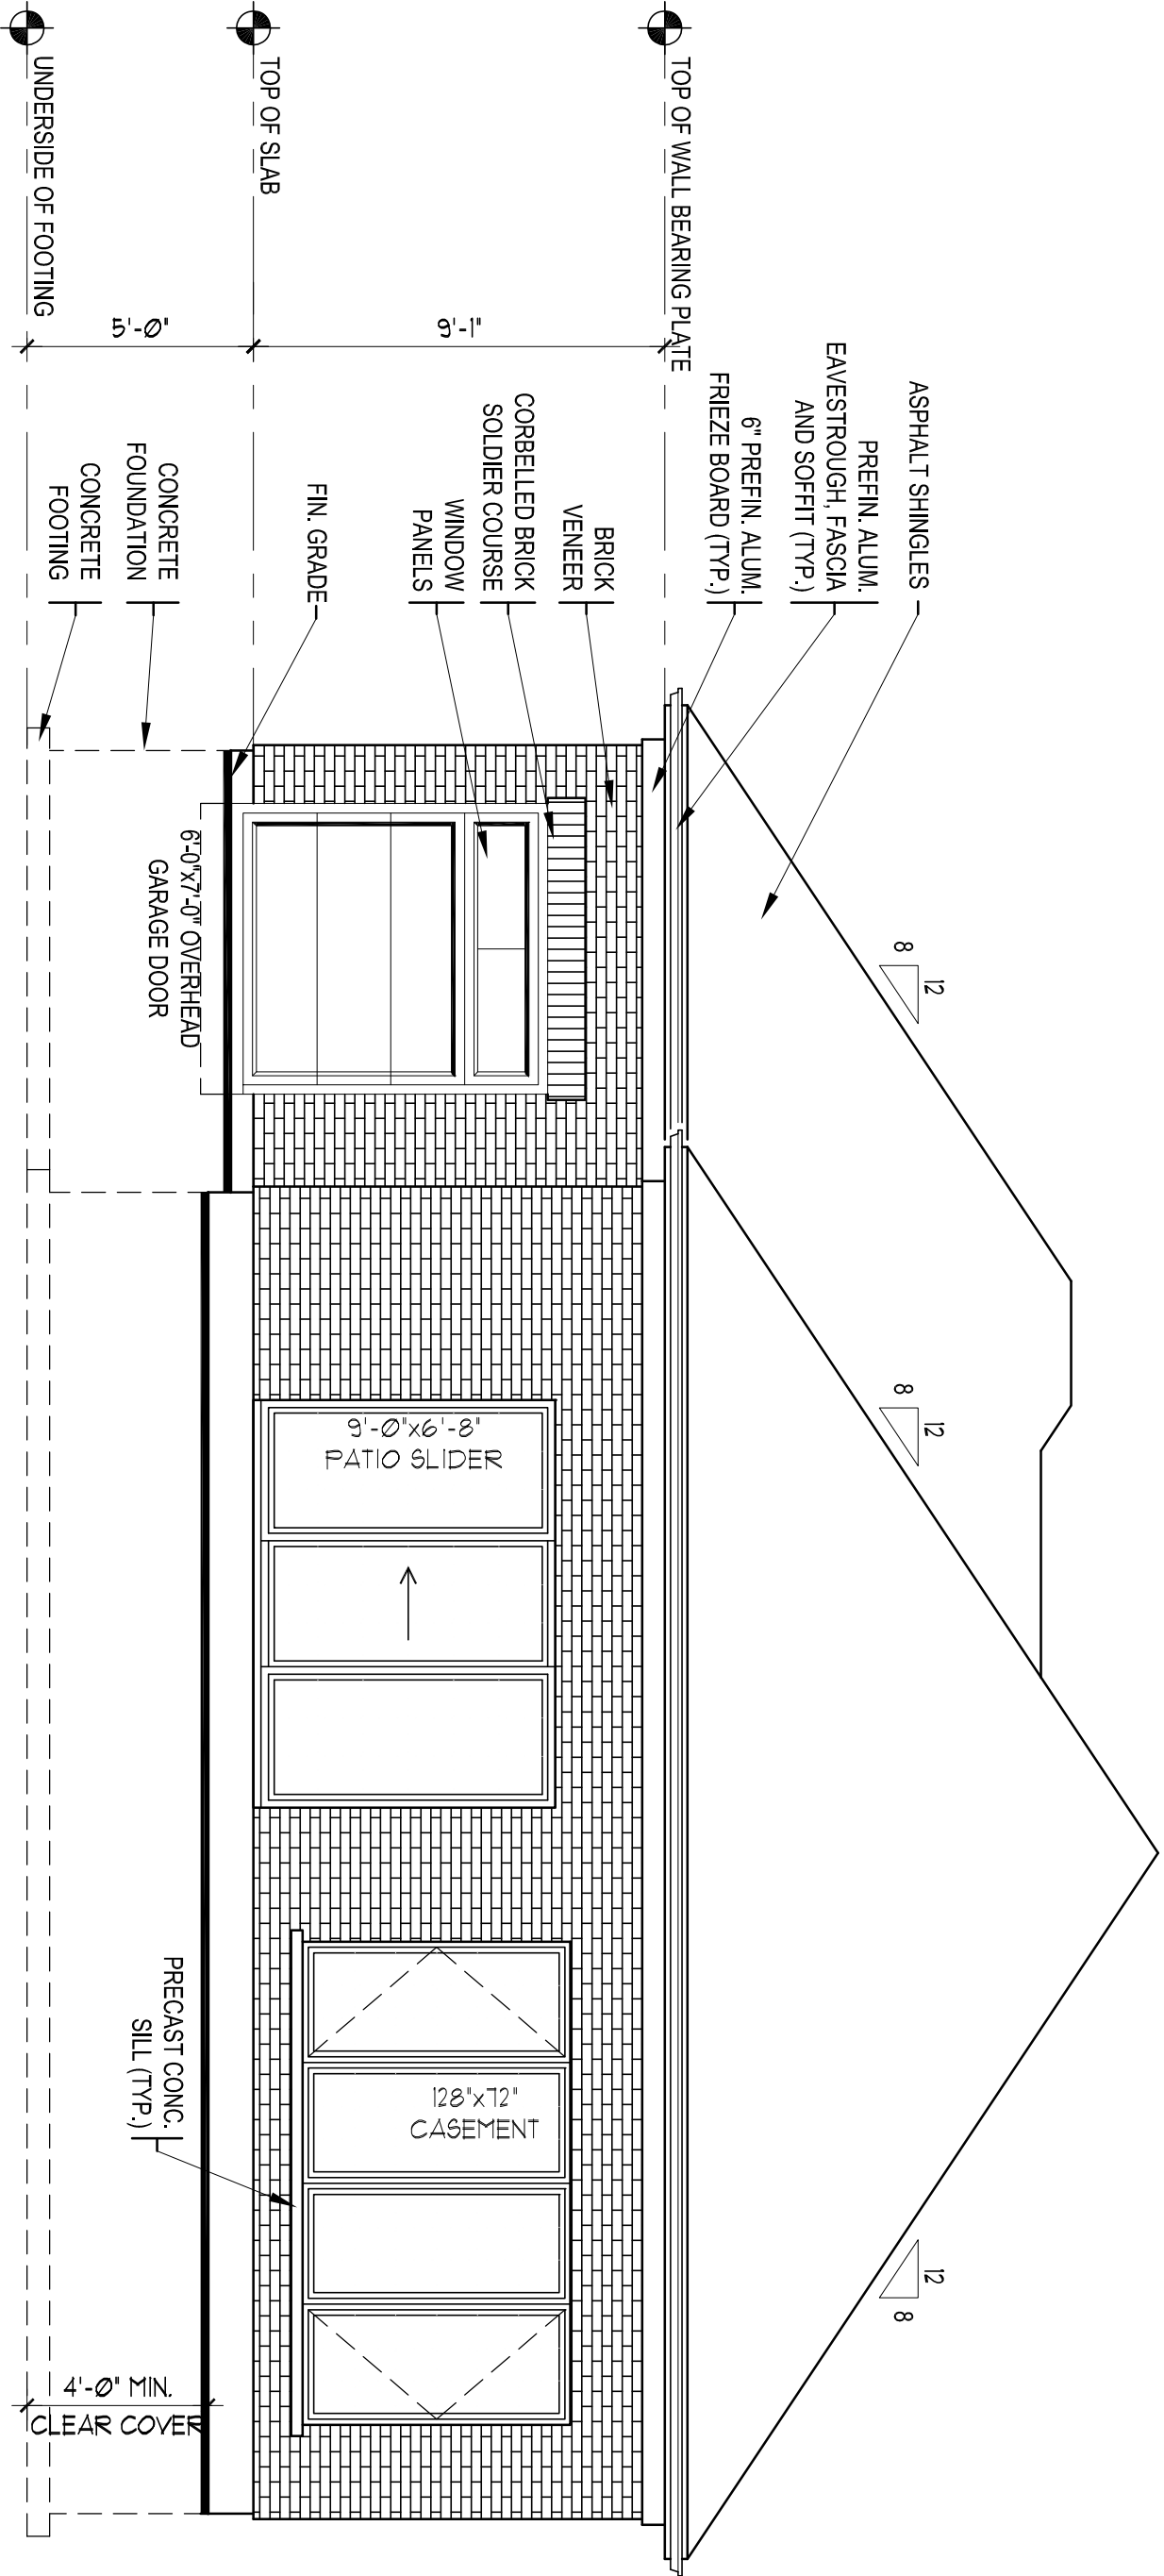 ASPHALT SHINGLES
PREFIN. ALUM.
EAVESTROUGH, FASCIA
AND SOFFIT (TYP.)
6" PREFIN. ALUM.
FRIEZE BOARD (TYP.)
TOP OF WALL BEARING PLATE
BRICK
VENEER
CORBELLED BRICK
SOLDIER COURSE
WINDOW
PANELS
9'-1"
FIN. GRADE
TOP OF SLAB
5'-0"
CONCRETE
FOUNDATION
CONCRETE
FOOTING
UNDERSIDE OF FOOTING
12
8
12
8
12
8
6'-0"x7'-0" OVERHEAD
GARAGE DOOR
9'-0"x6'-8"
PATIO SLIDER
128"x72"
CASEMENT
PRECAST CONC.
SILL (TYP.)
4'-0" MIN.
CLEAR COVER